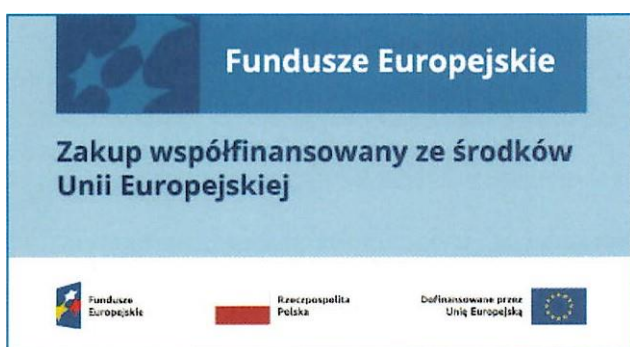 Fundusze Europejskie
Zakup współfinansowany ze środków
Unii Europejskiej
Fundusze
Europejskie
Rzeczpospolita
Polska
Dofinansowane przez
Unię Europejską